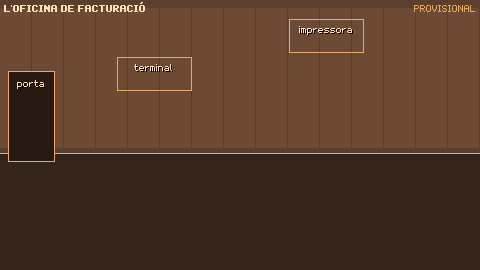 L'OFICINA DE FACTURACIÓ
PROVISIONAL
impressora
terminal
porta